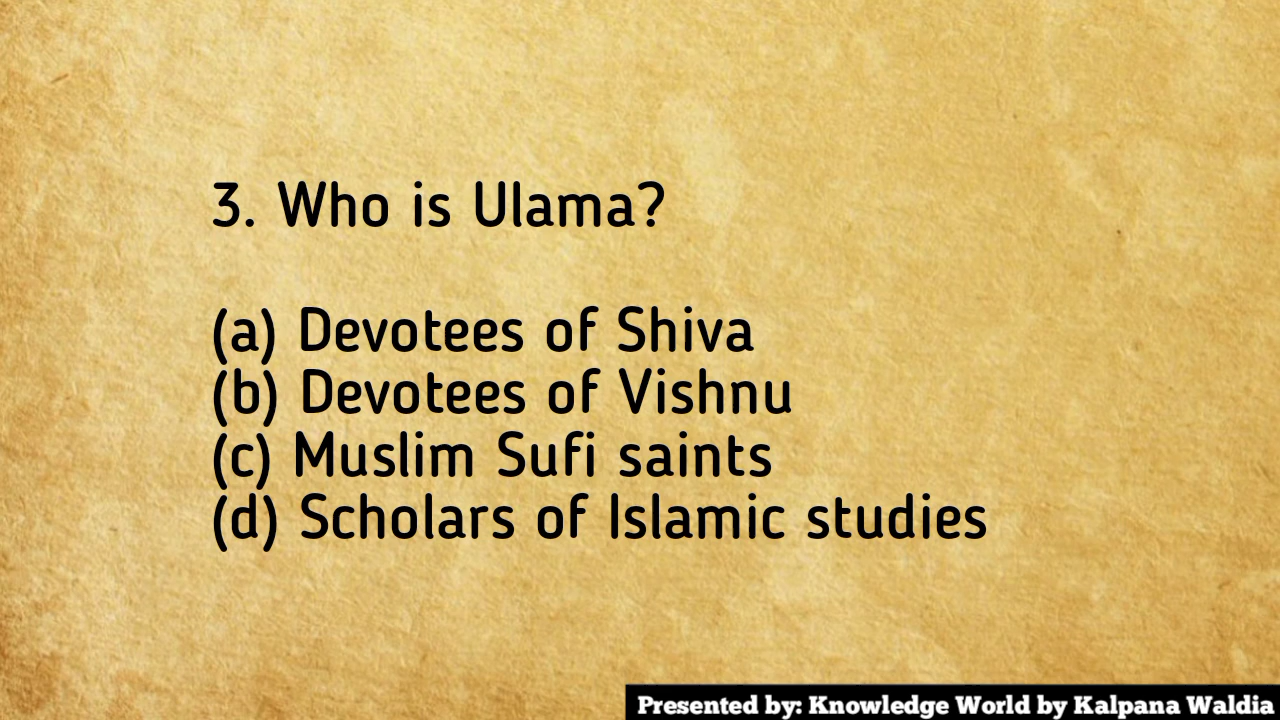 3. Who is Ulama?
(a) Devotees of Shiva
(b) Devotees of Vishnu
(c) Muslim Sufi saints
(d) Scholars of Islamic studies
Presented by: Knowledge World by Kalpana Waldia